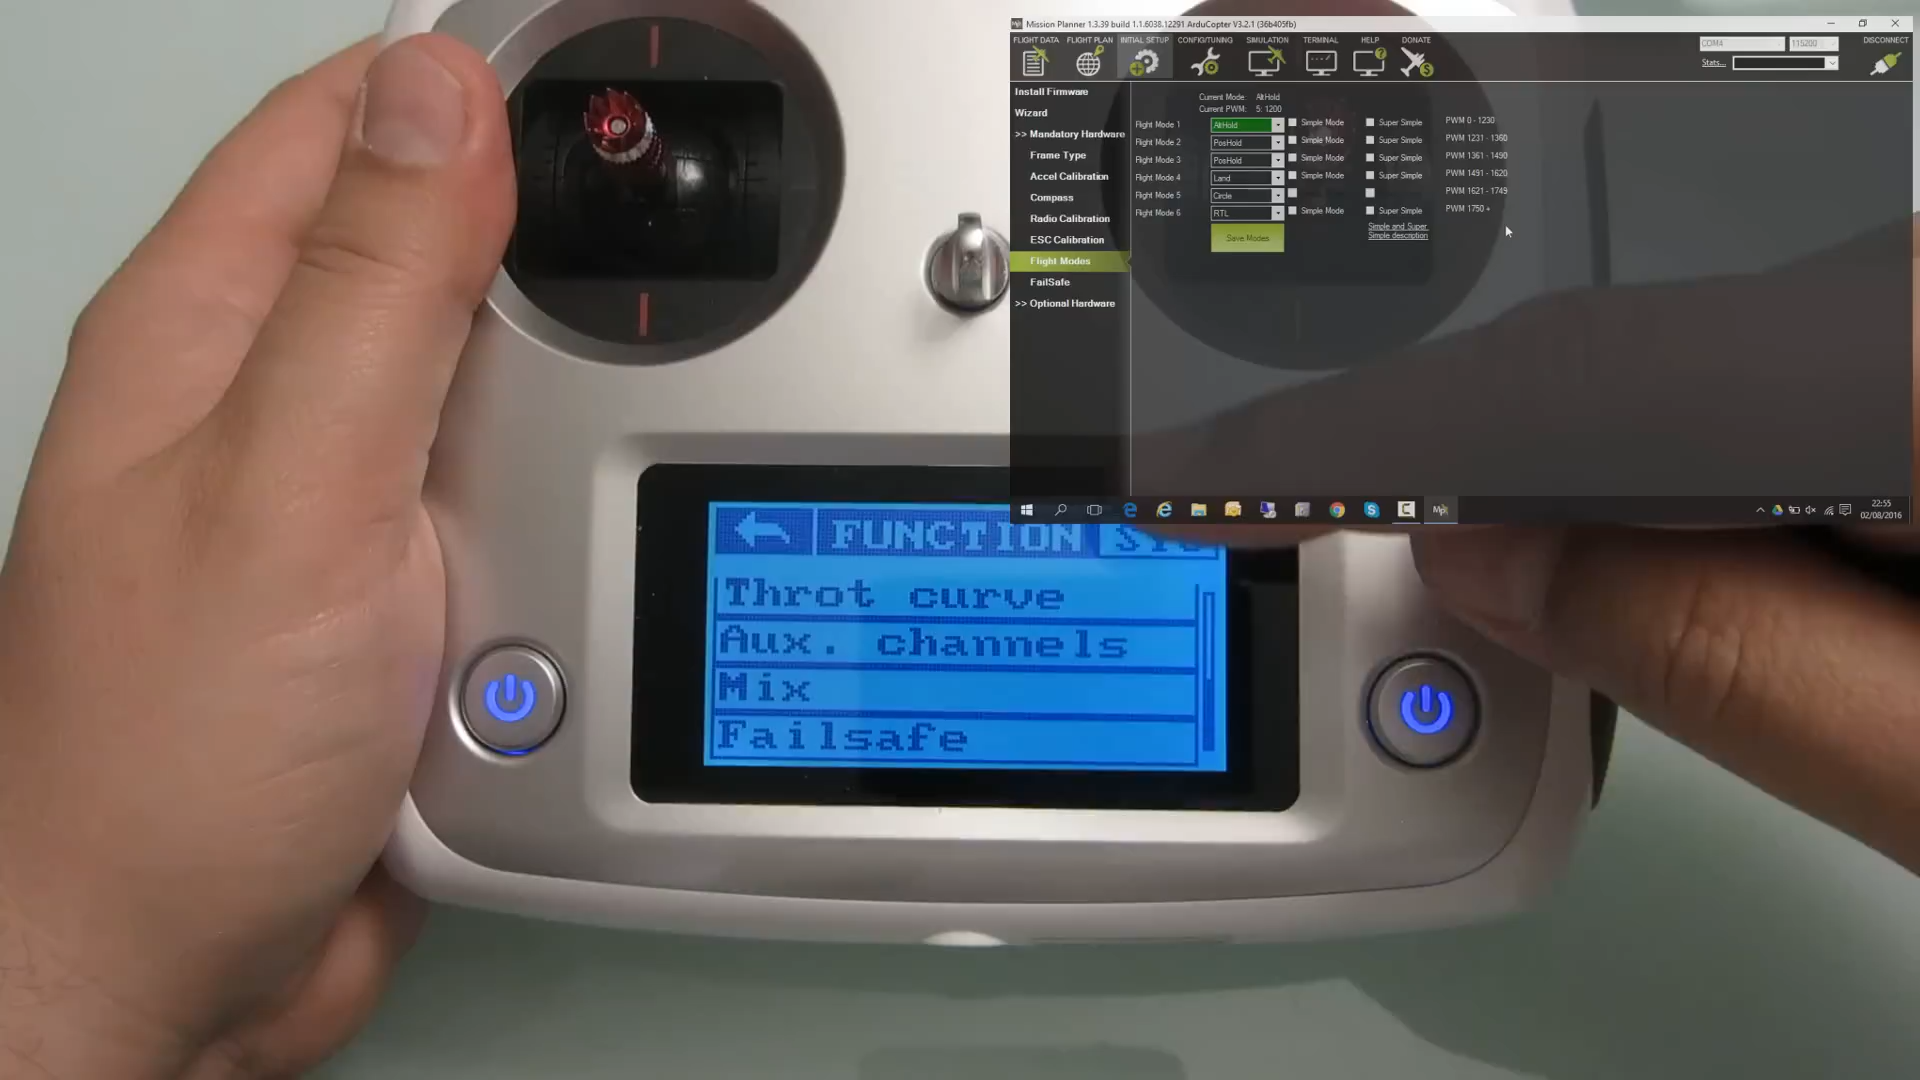 Mission Planner 1.3.39 build 1.1.6038.12291 ArduCopter V3.2.1 (36b405fb)
FLIGHT DATA FLIGHT PLAN INITIAL SETUP CONFIG/TUNING SIMULATION TERMINAL HELP DONATE
COM4 115200 DISCONNECT
Stats...
Install Firmware
Wizard
>> Mandatory Hardware
Frame Type
Accel Calibration
Compass
Radio Calibration
ESC Calibration
Flight Modes
FailSafe
>> Optional Hardware
Current Mode: AltHold
Current PWM: 5: 1200
Flight Mode 1 AltHold Simple Mode Super Simple PWM 0 - 1230
Flight Mode 2 PosHold Simple Mode Super Simple PWM 1231 - 1360
Flight Mode 3 PosHold Simple Mode Super Simple PWM 1361 - 1490
Flight Mode 4 Land Simple Mode Super Simple PWM 1491 - 1620
Flight Mode 5 Circle PWM 1621 - 1749
Flight Mode 6 RTL Simple Mode Super Simple PWM 1750 +
Save Modes
Simple and Super
Simple description
22:55
02/08/2016
FUNCTION
Throt curve
Aux. channels
Mix
Failsafe